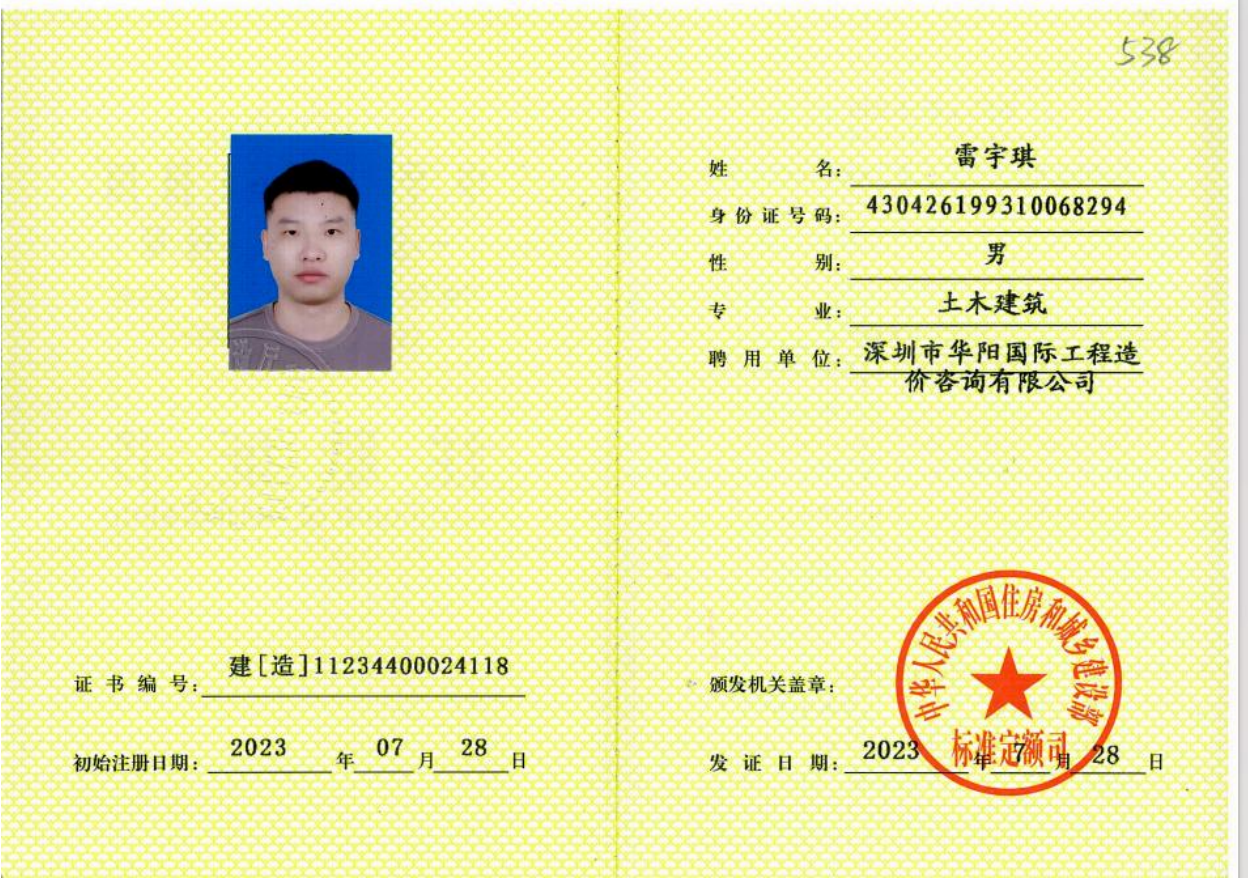 538
姓名：雷宇琪
身份证号码：430426199310068294
性别：男
专业：土木建筑
聘用单位：深圳市华阳国际工程造
价咨询有限公司
证书编号：建[造]11234400024118
初始注册日期：2023年07月28日
颁发机关盖章：
中华人民共和国住房和城乡建设部
标准定额司
发证日期：2023年7月28日